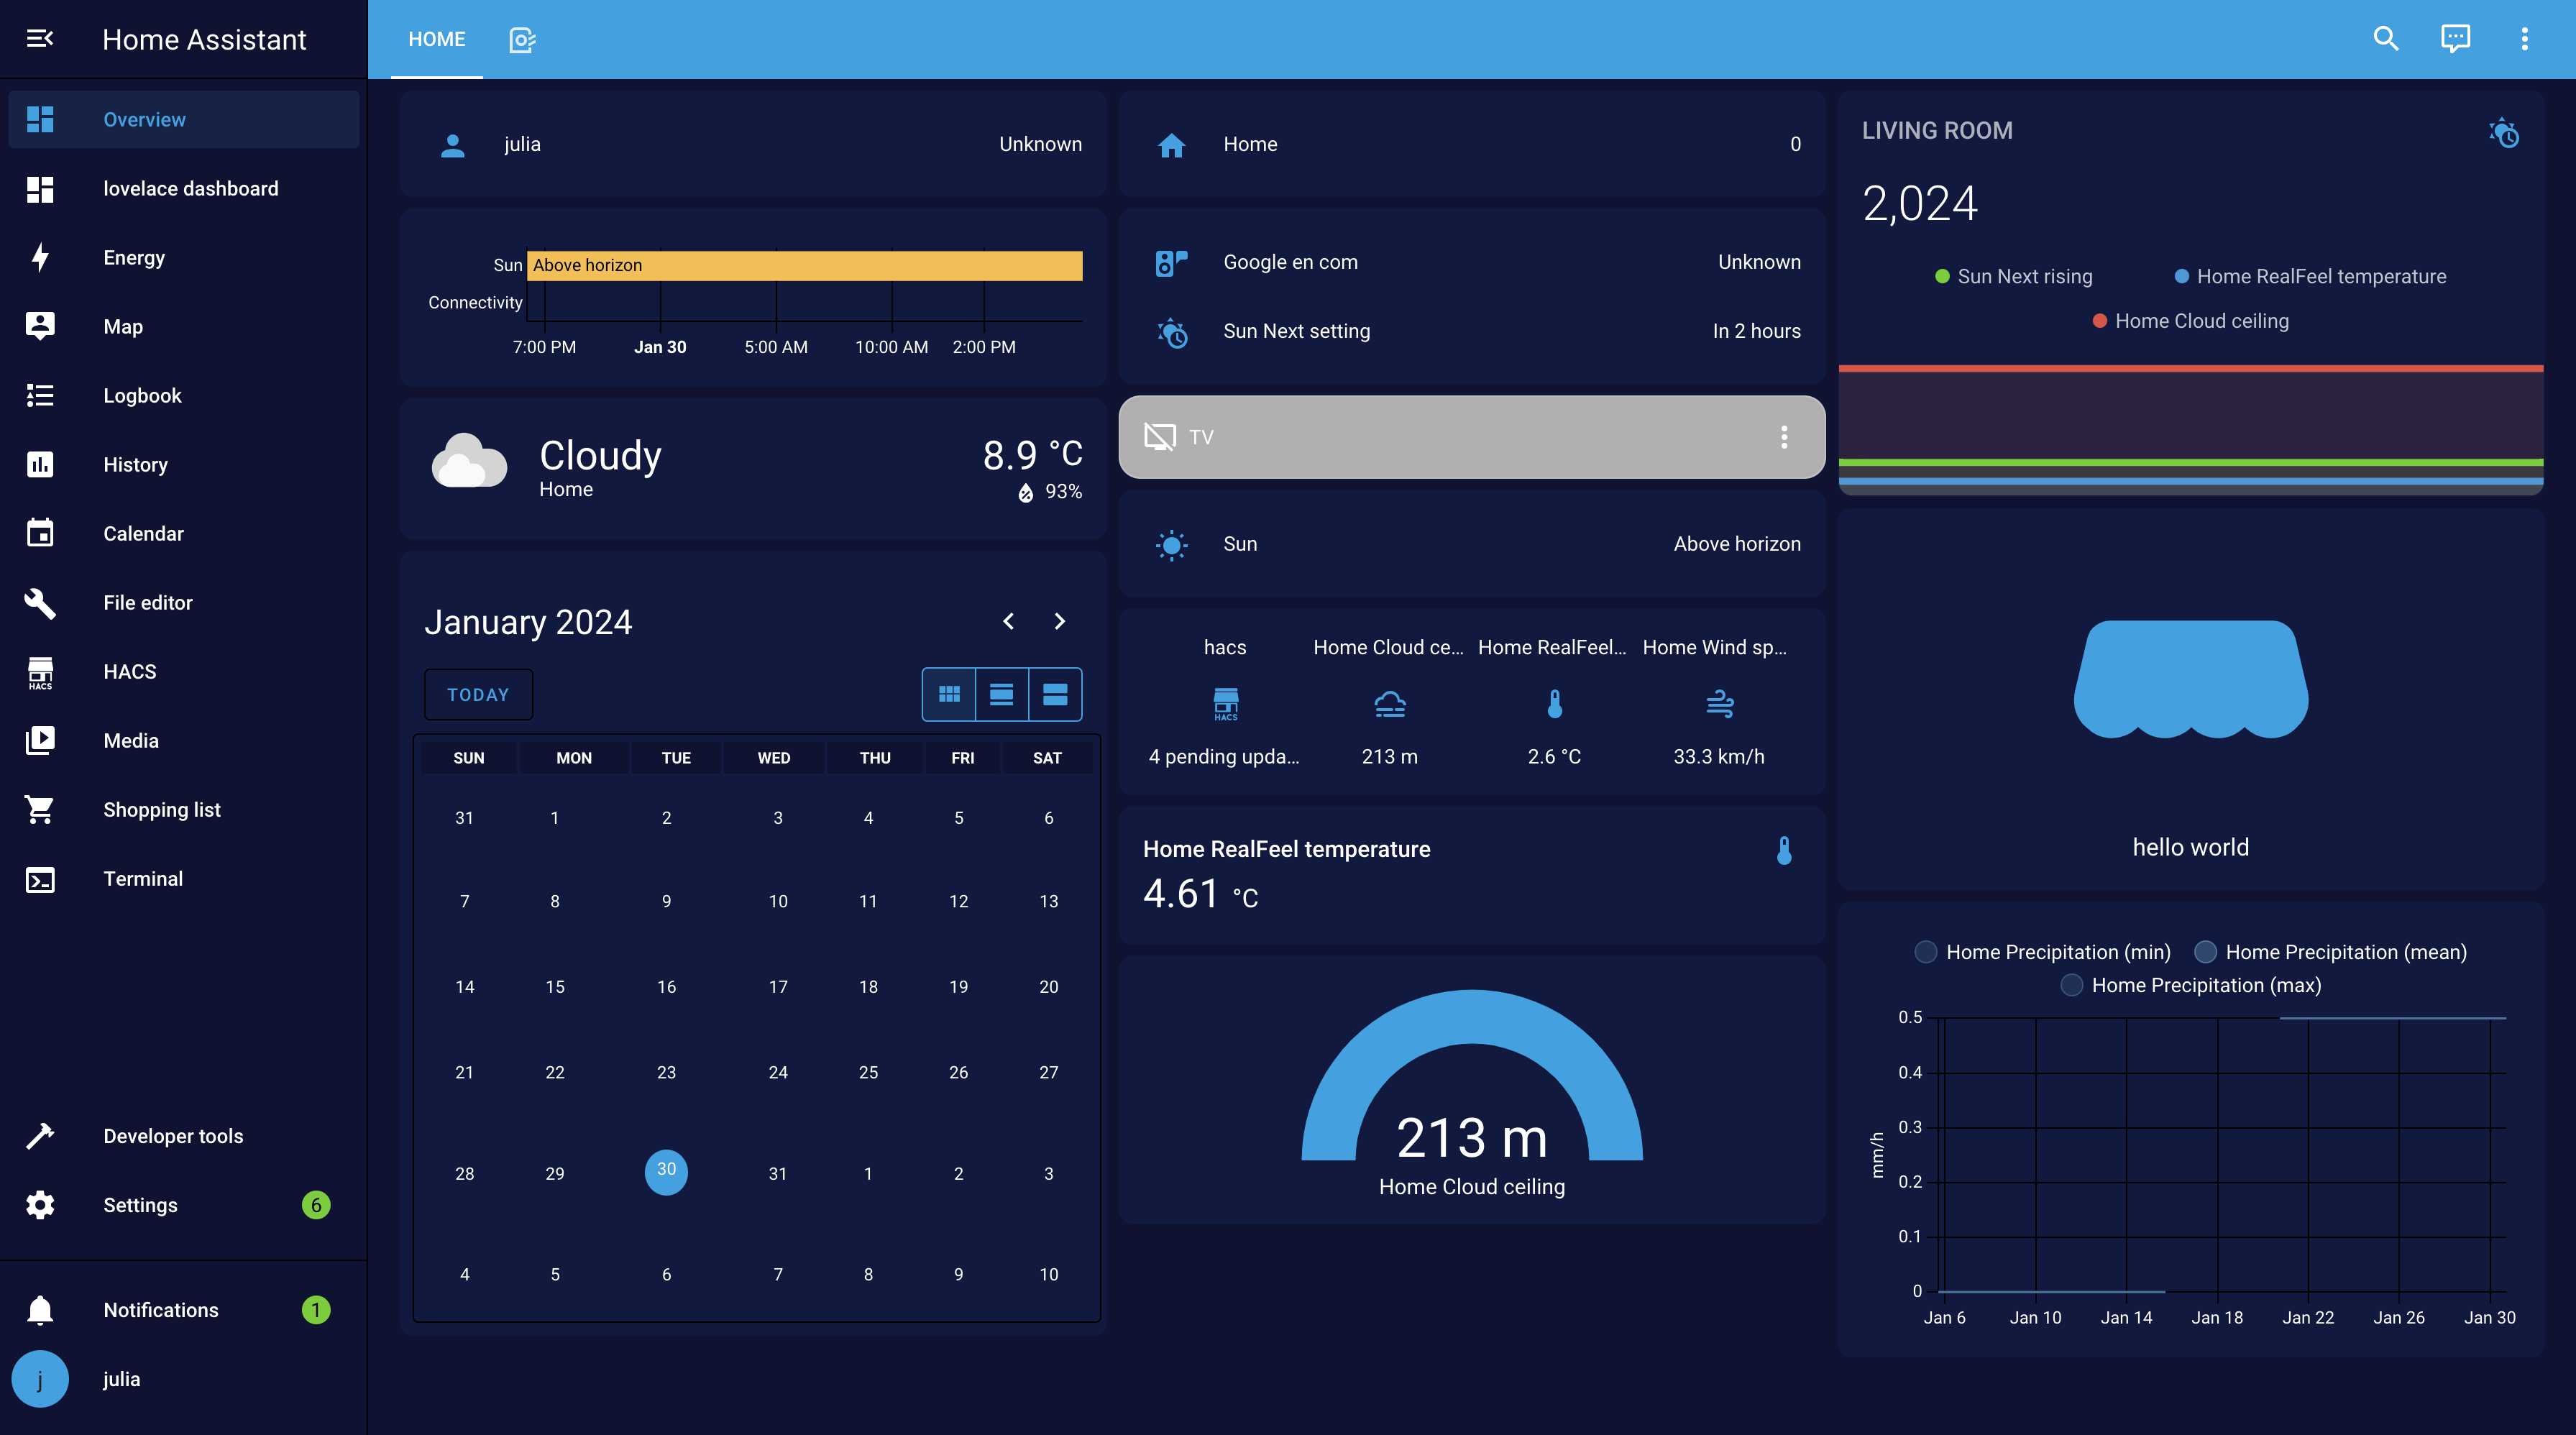 Home Assistant
Overview
lovelace dashboard
Energy
Map
Logbook
History
Calendar
File editor
HACS
HACS
Media
Shopping list
Terminal
Developer tools
Settings 6
Notifications 1
j julia
HOME
julia Unknown
Sun Above horizon
Connectivity
7:00 PM Jan 30 5:00 AM 10:00 AM 2:00 PM
Cloudy 8.9 °C
Home 93%
January 2024
TODAY
SUN MON TUE WED THU FRI SAT
31 1 2 3 4 5 6
7 8 9 10 11 12 13
14 15 16 17 18 19 20
21 22 23 24 25 26 27
28 29 30 31 1 2 3
4 5 6 7 8 9 10
Home 0
Google en com Unknown
Sun Next setting In 2 hours
TV
Sun Above horizon
hacs Home Cloud ce... Home RealFeel... Home Wind sp...
HACS
4 pending upda... 213 m 2.6 °C 33.3 km/h
Home RealFeel temperature
4.61 °C
213 m
Home Cloud ceiling
LIVING ROOM
2,024
Sun Next rising Home RealFeel temperature
Home Cloud ceiling
hello world
Home Precipitation (min) Home Precipitation (mean)
Home Precipitation (max)
0.5
0.4
0.3
0.2
0.1
0
mm/h
Jan 6 Jan 10 Jan 14 Jan 18 Jan 22 Jan 26 Jan 30